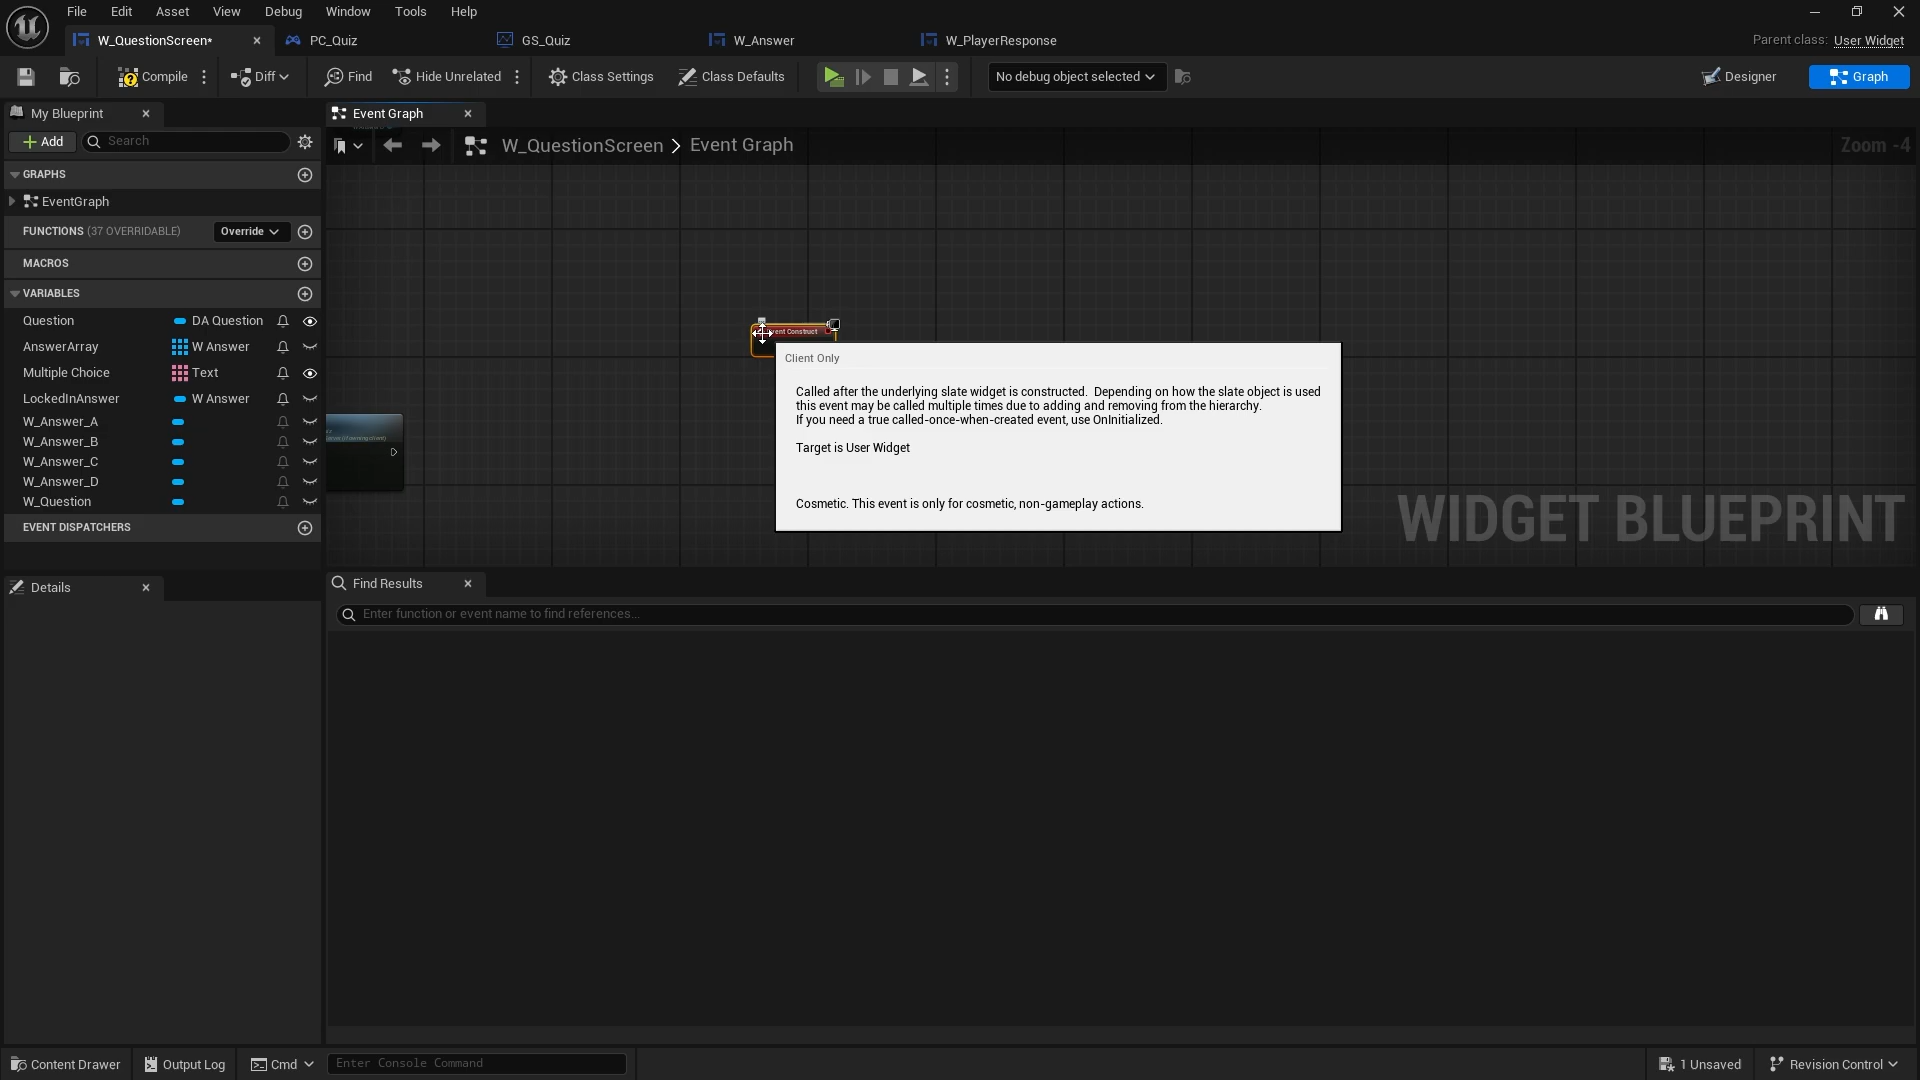 File Edit Asset View Debug Window Tools Help
W_QuestionScreen* PC_Quiz GS_Quiz W_Answer W_PlayerResponse Parent class: User Widget
Compile Diff Find Hide Unrelated Class Settings Class Defaults No debug object selected Designer Graph
My Blueprint
Event Graph
Add Search
W_QuestionScreen > Event Graph
Zoom -4
GRAPHS
EventGraph
FUNCTIONS (37 OVERRIDABLE) Override
MACROS
VARIABLES
Question DA Question
AnswerArray W Answer
Multiple Choice Text
LockedInAnswer W Answer
W_Answer_A
W_Answer_B
W_Answer_C
W_Answer_D
W_Question
EVENT DISPATCHERS
Event Construct
Client Only
Called after the underlying slate widget is constructed. Depending on how the slate object is used
this event may be called multiple times due to adding and removing from the hierarchy.
If you need a true called-once-when-created event, use OnInitialized.
Target is User Widget
Cosmetic. This event is only for cosmetic, non-gameplay actions.
WIDGET BLUEPRINT
Details
Find Results
Enter function or event name to find references...
Content Drawer Output Log Cmd Enter Console Command 1 Unsaved Revision Control